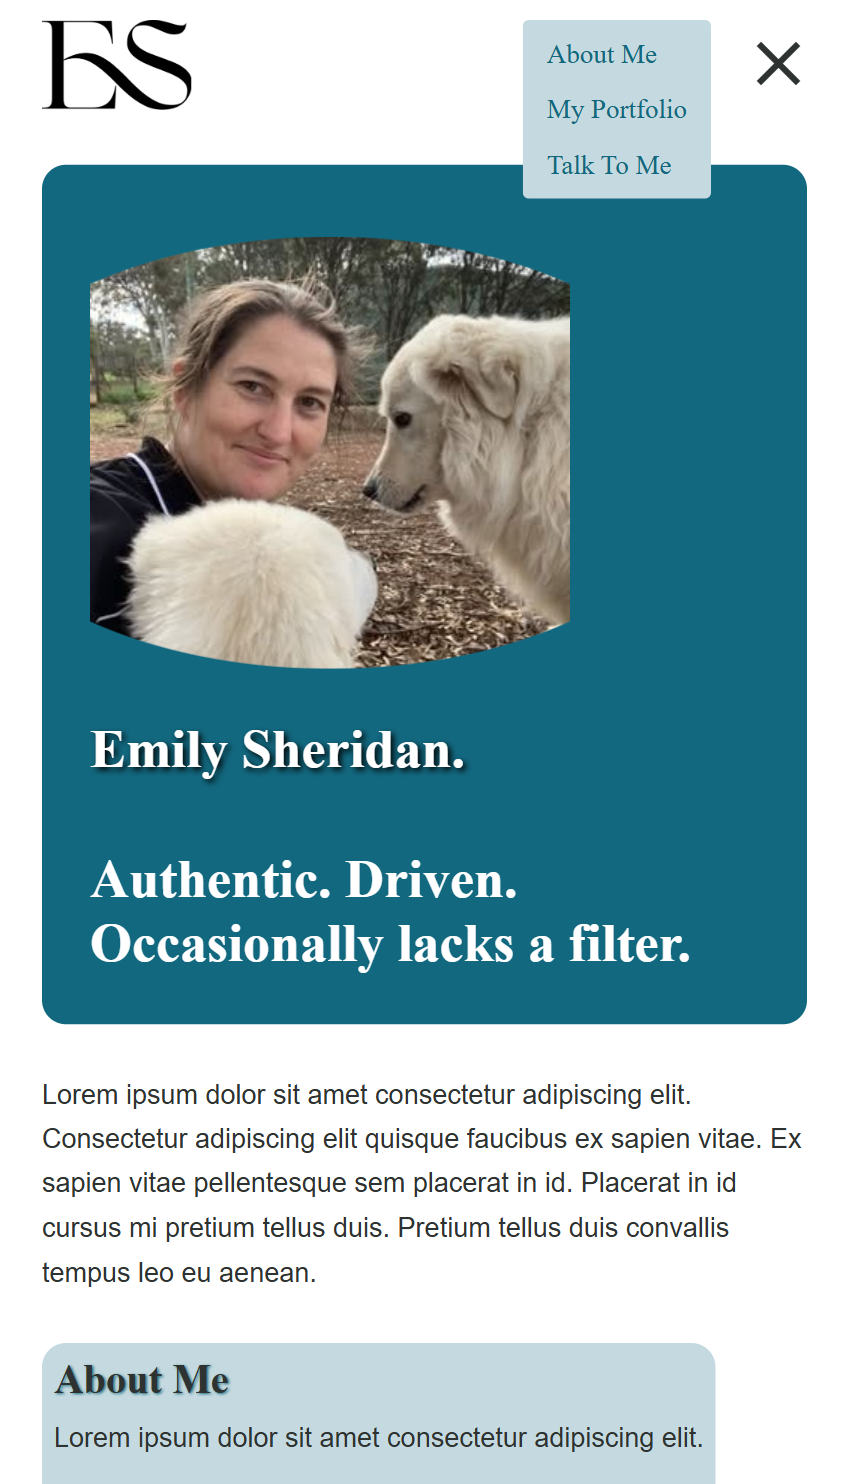 ES
About Me
My Portfolio
Talk To Me
Emily Sheridan.
Authentic. Driven.
Occasionally lacks a filter.
Lorem ipsum dolor sit amet consectetur adipiscing elit.
Consectetur adipiscing elit quisque faucibus ex sapien vitae. Ex
sapien vitae pellentesque sem placerat in id. Placerat in id
cursus mi pretium tellus duis. Pretium tellus duis convallis
tempus leo eu aenean.
About Me
Lorem ipsum dolor sit amet consectetur adipiscing elit.